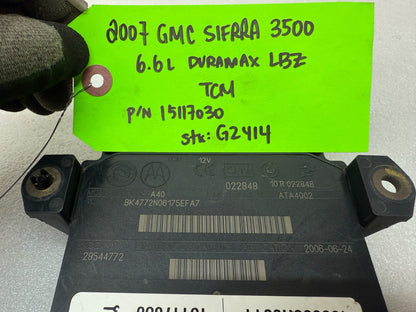 2007 GMC SIERRA 3500
6.6L DURAMAX LBZ
TCM
P/N 15117030
stk: G2414
12V
A40
022848
10 R 022848
8K4772N06175EFA7
ATA4002
29544772
2006-06-24